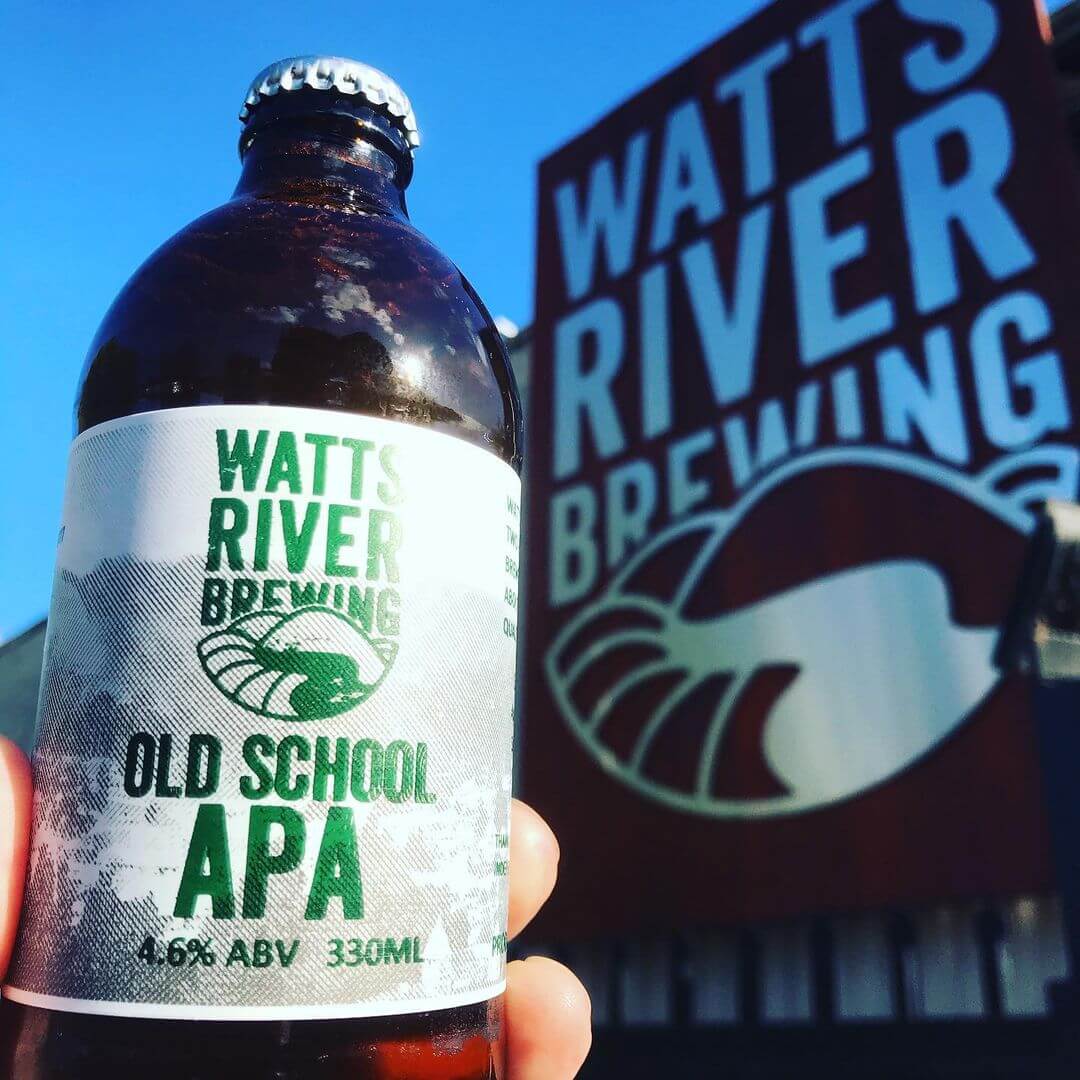 WATTS
RIVER
BREWING
OLD SCHOOL
APA
4.6% ABV 330ML
WATTS
RIVER
BREWING